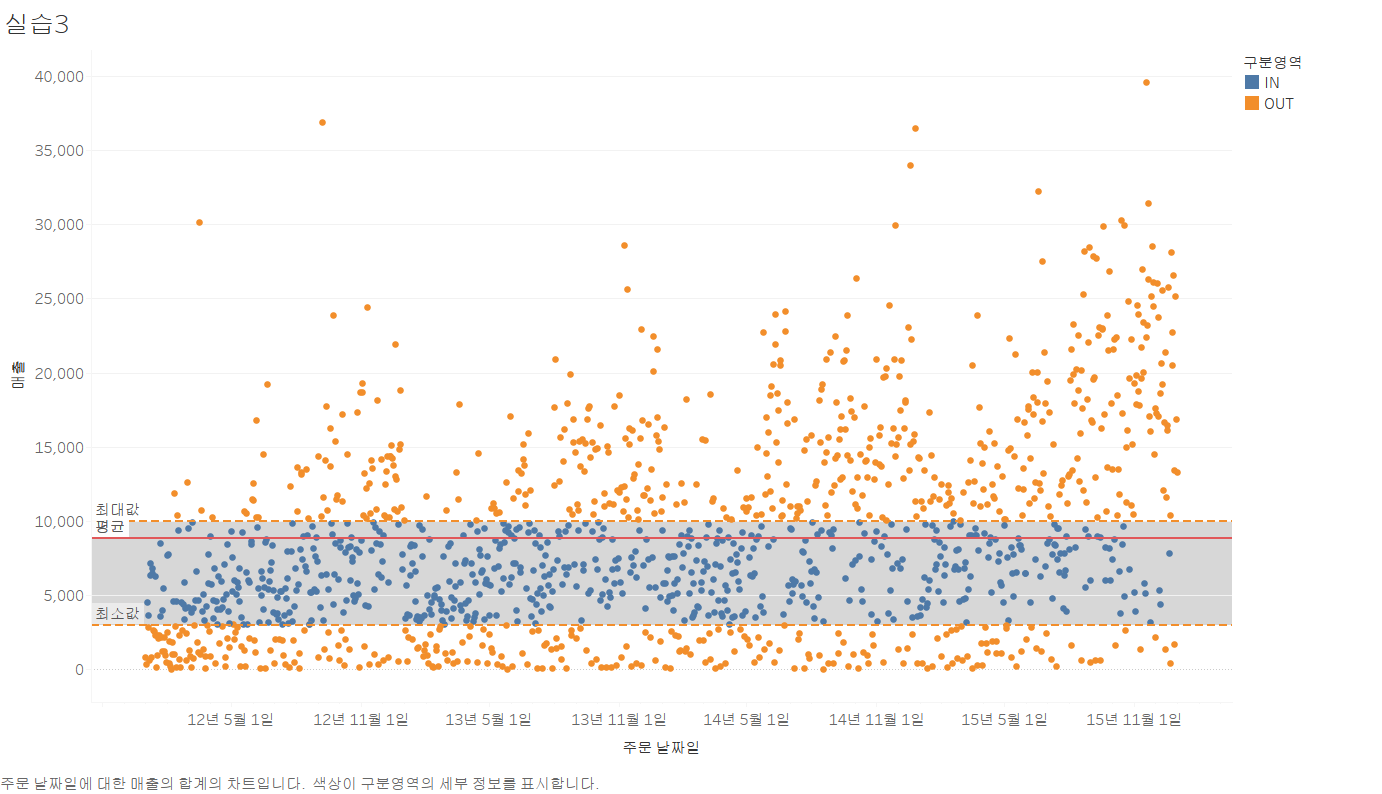 실습3
구분영역
IN
OUT
40,000
35,000
30,000
25,000
20,000
15,000
10,000
5,000
0
매출
최대값
평균
최소값
12년 5월 1일
12년 11월 1일
13년 5월 1일
13년 11월 1일
14년 5월 1일
14년 11월 1일
15년 5월 1일
15년 11월 1일
주문 날짜일
주문 날짜일에 대한 매출의 합계의 차트입니다. 색상이 구분영역의 세부 정보를 표시합니다.